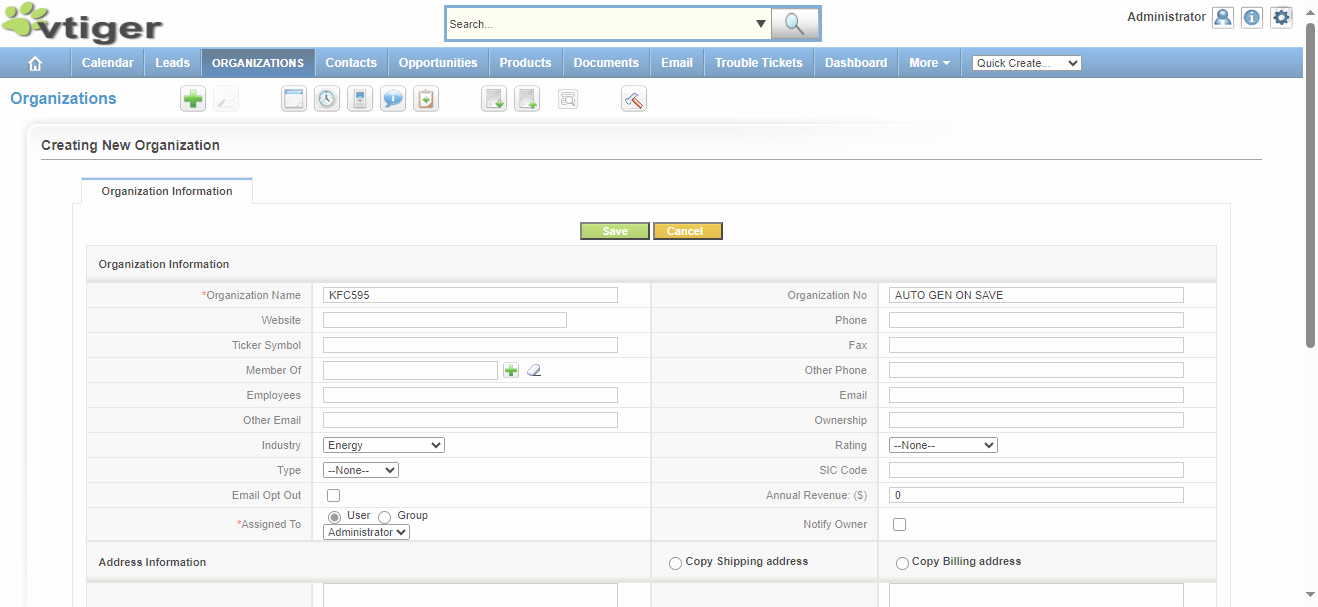 vtiger
Search...
Administrator
Calendar Leads ORGANIZATIONS Contacts Opportunities Products Documents Email Trouble Tickets Dashboard More Quick Create...
Organizations
Creating New Organization
Organization Information
Save Cancel
Organization Information
*Organization Name KFC595 Organization No AUTO GEN ON SAVE
Website Phone
Ticker Symbol Fax
Member Of Other Phone
Employees Email
Other Email Ownership
Industry Energy Rating --None--
Type --None-- SIC Code
Email Opt Out Annual Revenue: ($) 0
*Assigned To User Group Notify Owner
Administrator
Address Information Copy Shipping address Copy Billing address